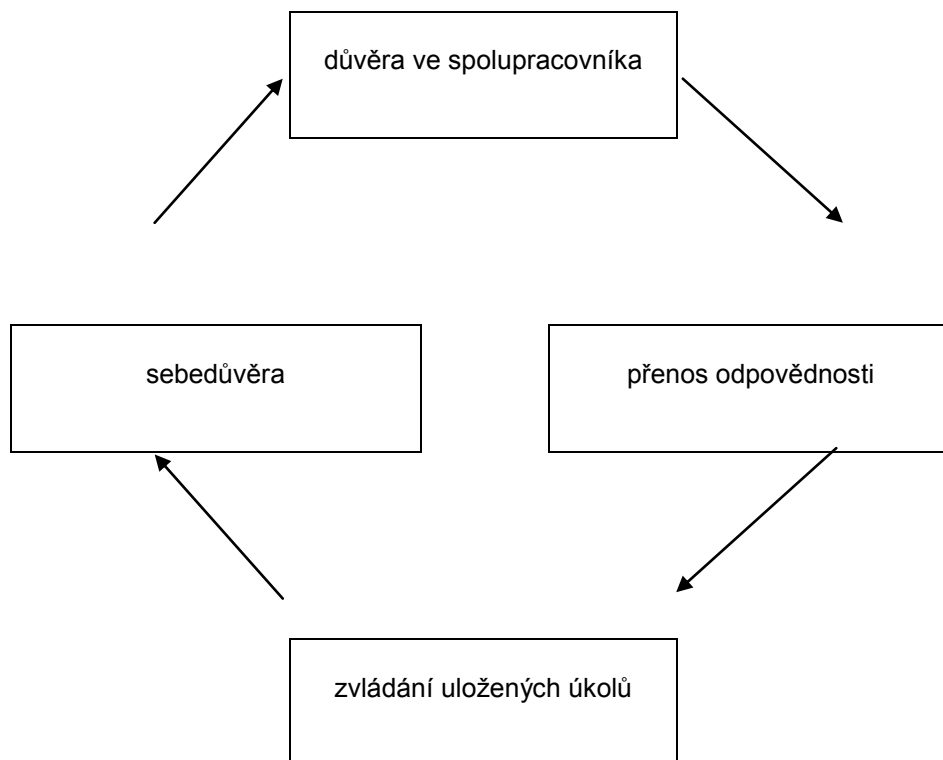 důvěra ve spolupracovníka
sebedůvěra
přenos odpovědnosti
zvládání uložených úkolů